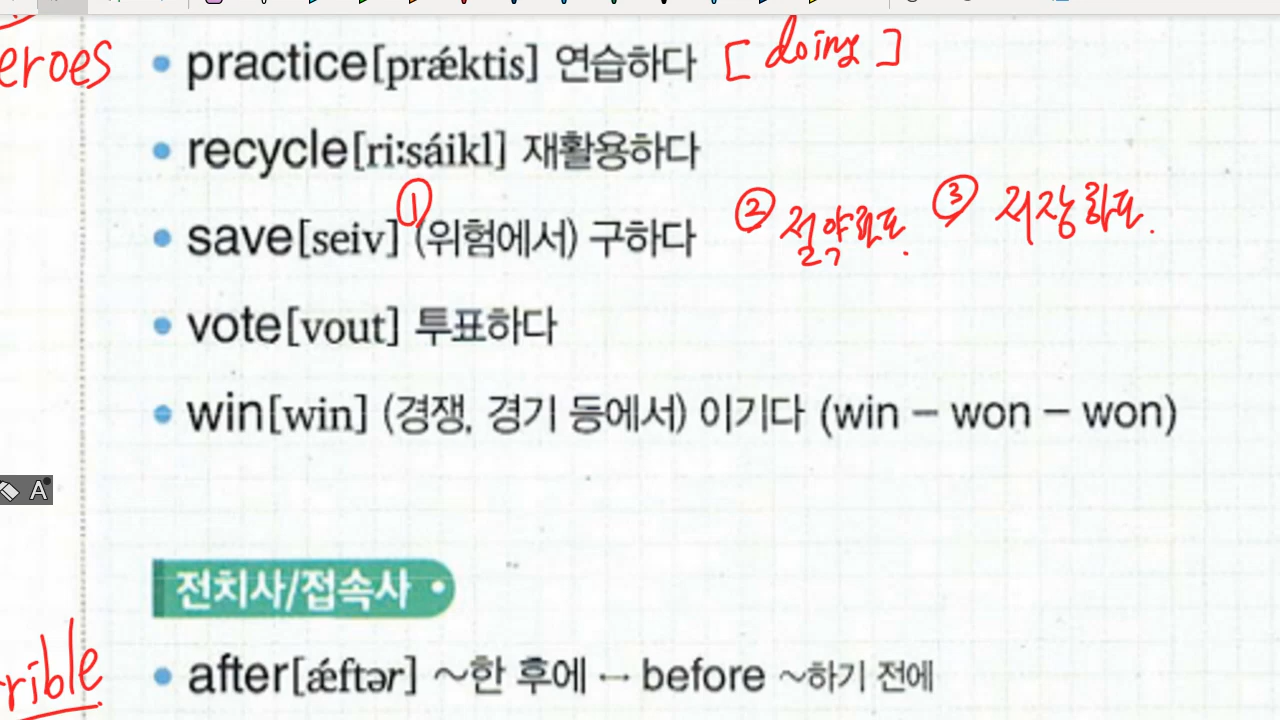 eroes
practice[prǽktis] 연습하다 [ doing ]
recycle[riːsáikl] 재활용하다
save[seiv] ① (위험에서) 구하다 ② 절약하다. ③ 저장하다.
vote[vout] 투표하다
win[win] (경쟁, 경기 등에서) 이기다 (win – won – won)
A
전치사/접속사
rrible
after[ǽftər] ~한 후에 ↔ before ~하기 전에